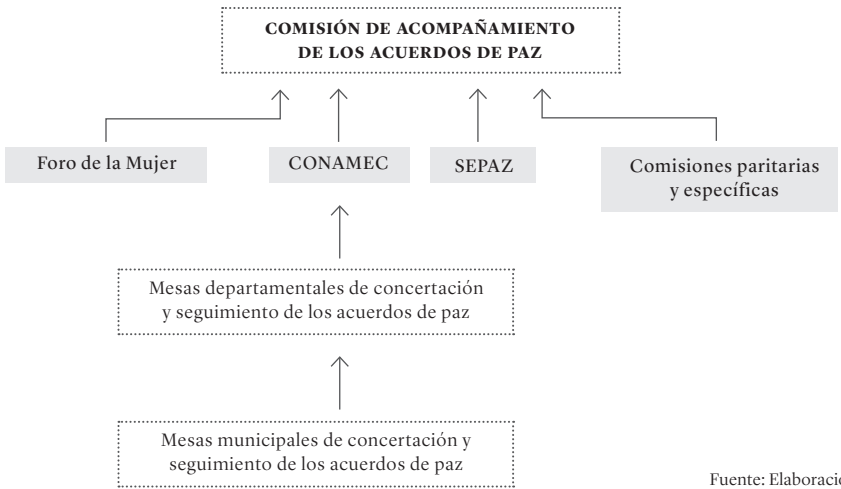 COMISIÓN DE ACOMPAÑAMIENTO
DE LOS ACUERDOS DE PAZ
Foro de la Mujer
CONAMEC
SEPAZ
Comisiones paritarias
y específicas
Mesas departamentales de concertación
y seguimiento de los acuerdos de paz
Mesas municipales de concertación y
seguimiento de los acuerdos de paz
Fuente: